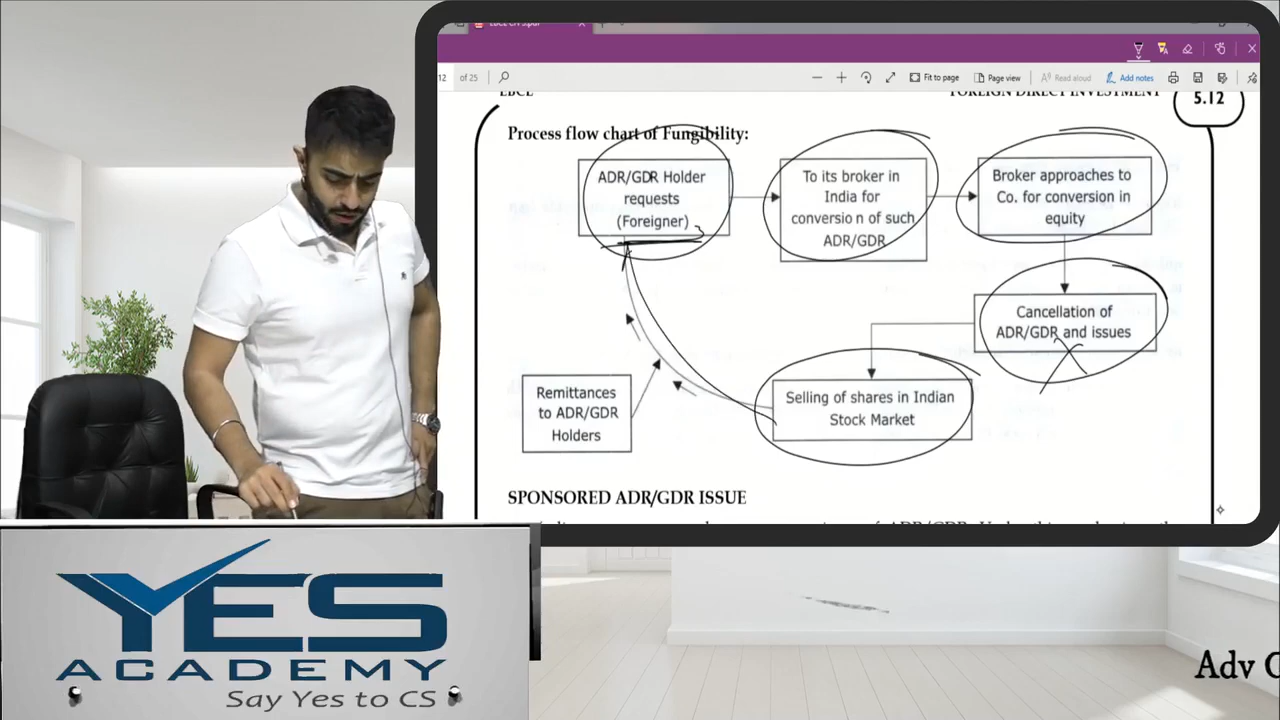 12 of 25
Fit to page
Page view
Read aloud
Add notes
FOREIGN DIRECT INVESTMENT
5.12
Process flow chart of Fungibility:
ADR/GDR Holder
requests
(Foreigner)
To its broker in
India for
conversion of such
ADR/GDR
Broker approaches to
Co. for conversion in
equity
Cancellation of
ADR/GDR and issues
Selling of shares in Indian
Stock Market
Remittances
to ADR/GDR
Holders
SPONSORED ADR/GDR ISSUE
YES
ACADEMY
Say Yes to CS
Adv